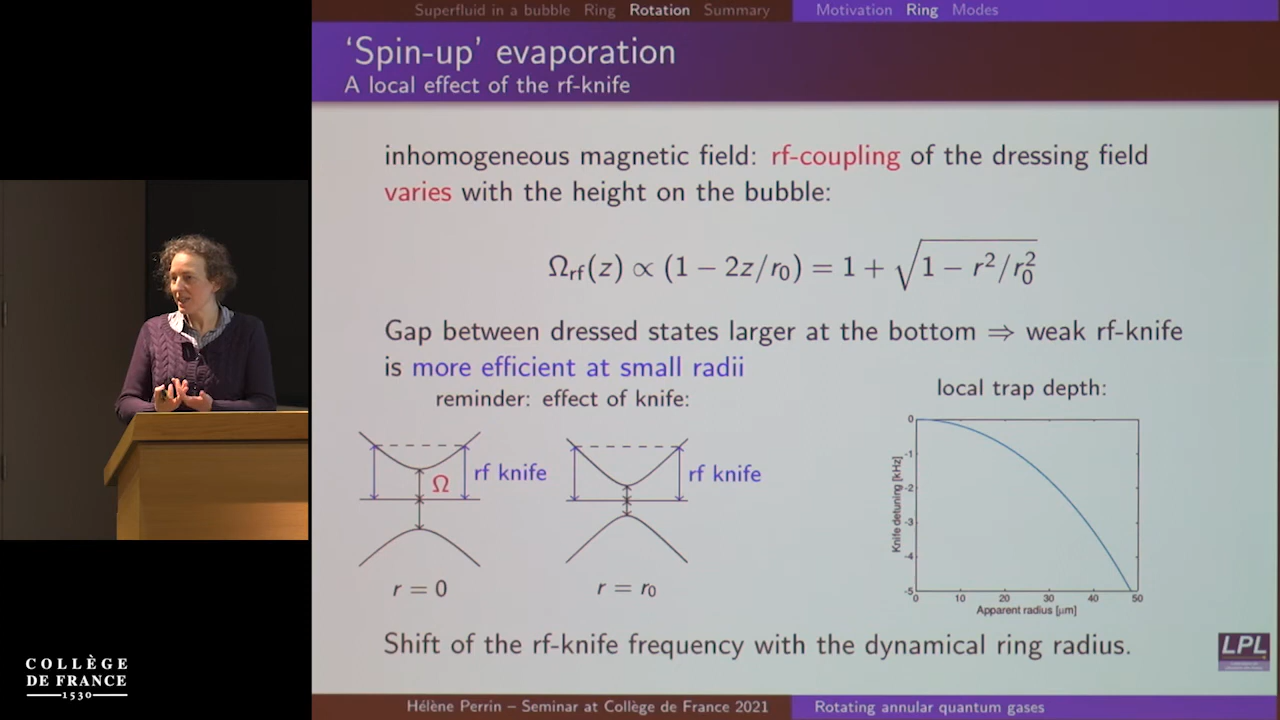 Superfluid in a bubble Ring Rotation Summary Motivation Ring Modes
‘Spin-up’ evaporation
A local effect of the rf-knife
inhomogeneous magnetic field: rf-coupling of the dressing field
varies with the height on the bubble:
Ωrf(z) ∝ (1 − 2z/r₀) = 1 + √(1 − r²/r₀²)
Gap between dressed states larger at the bottom ⇒ weak rf-knife
is more efficient at small radii
reminder: effect of knife:
rf knife
Ω
r = 0
rf knife
r = r₀
local trap depth:
Knife detuning [kHz]
0
-1
-2
-3
-4
-5
0 10 20 30 40 50
Apparent radius [μm]
Shift of the rf-knife frequency with the dynamical ring radius.
LPL
COLLÈGE
DE FRANCE
1530
Hélène Perrin – Seminar at Collège de France 2021 Rotating annular quantum gases